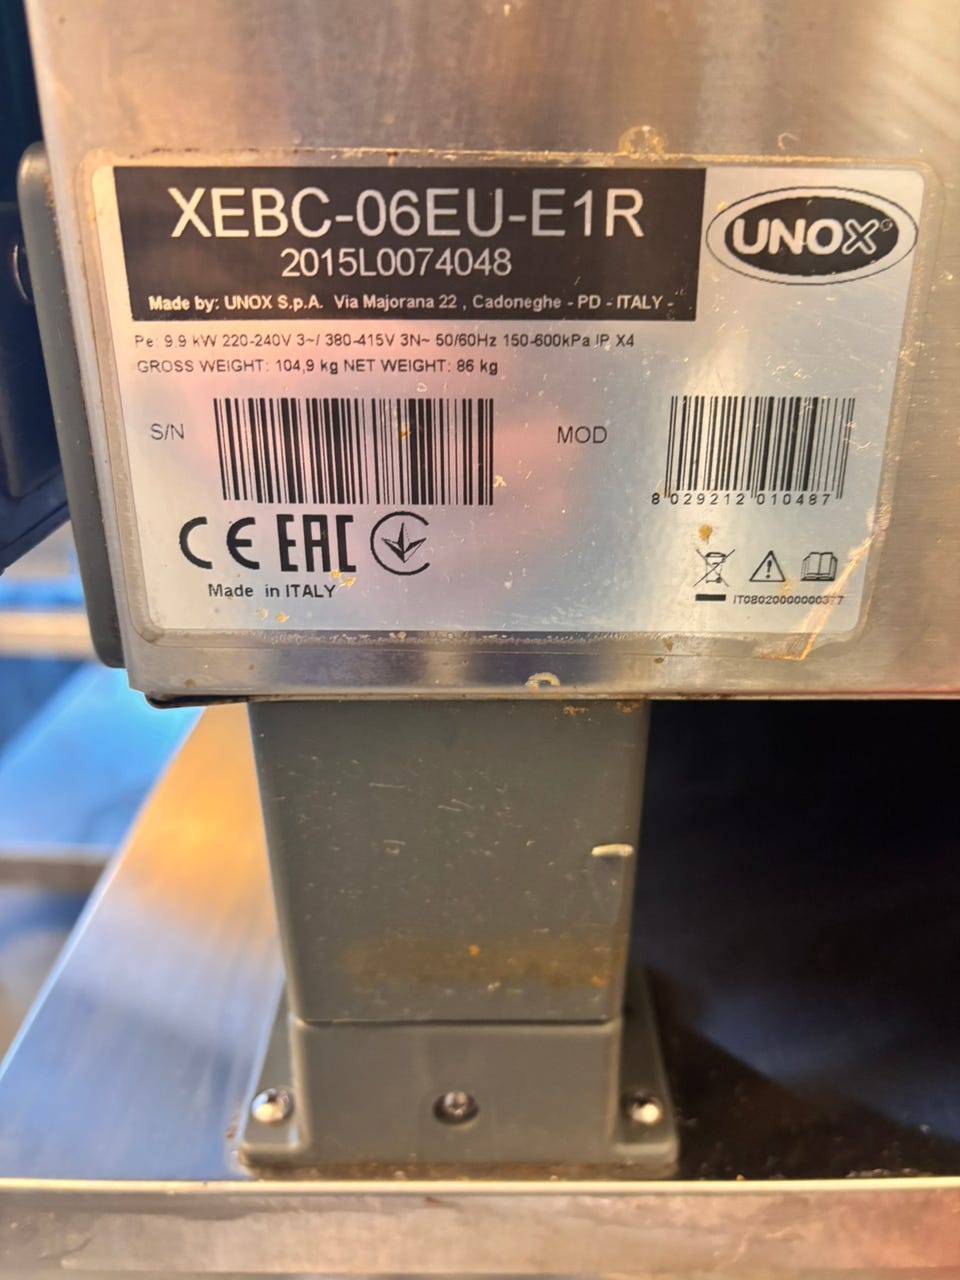 XEBC-06EU-E1R
2015L0074048
Made by: UNOX S.p.A. Via Majorana 22 , Cadoneghe - PD - ITALY -
UNOX
Pe: 9.9 kW 220-240V 3~/ 380-415V 3N~ 50/60Hz 150-600kPa IP X4
GROSS WEIGHT: 104,9 kg NET WEIGHT: 86 kg
S/N
MOD
8 029212 010487
CE EAC
Made in ITALY
IT08020000000377